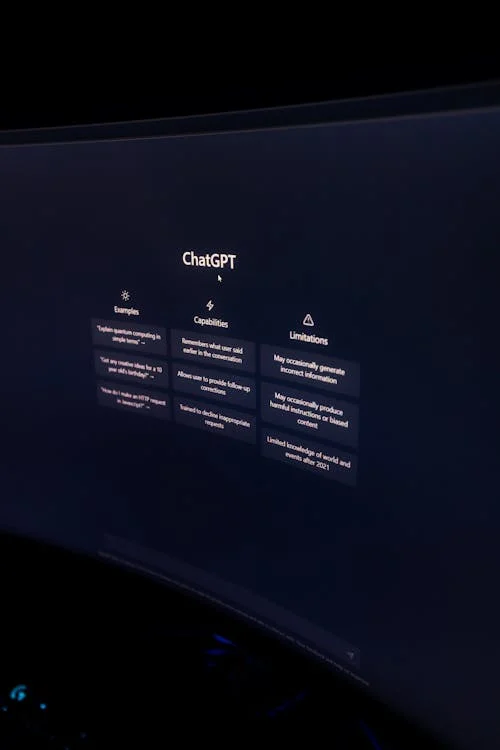 ChatGPT
Examples
"Explain quantum computing in
simple terms" →
"Got any creative ideas for a 10
year old's birthday?" →
"How do I make an HTTP request
in Javascript?" →
Capabilities
Remembers what user said
earlier in the conversation
Allows user to provide follow-up
corrections
Trained to decline inappropriate
requests
Limitations
May occasionally generate
incorrect information
May occasionally produce
harmful instructions or biased
content
Limited knowledge of world and
events after 2021